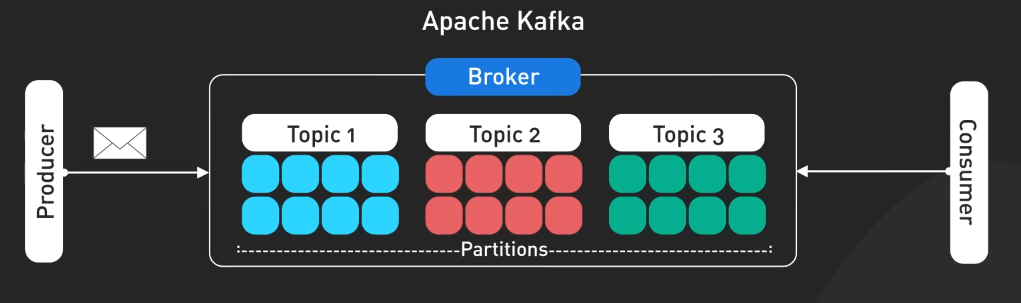 Apache Kafka
Broker
Producer
Topic 1
Topic 2
Topic 3
Consumer
Partitions